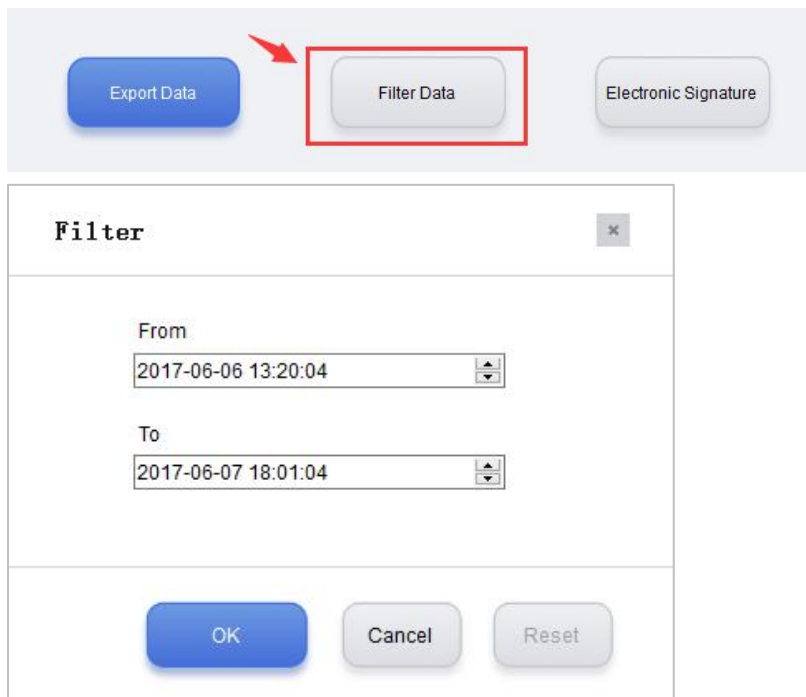 Export Data
Filter Data
Electronic Signature
Filter
From
2017-06-06 13:20:04
To
2017-06-07 18:01:04
OK
Cancel
Reset